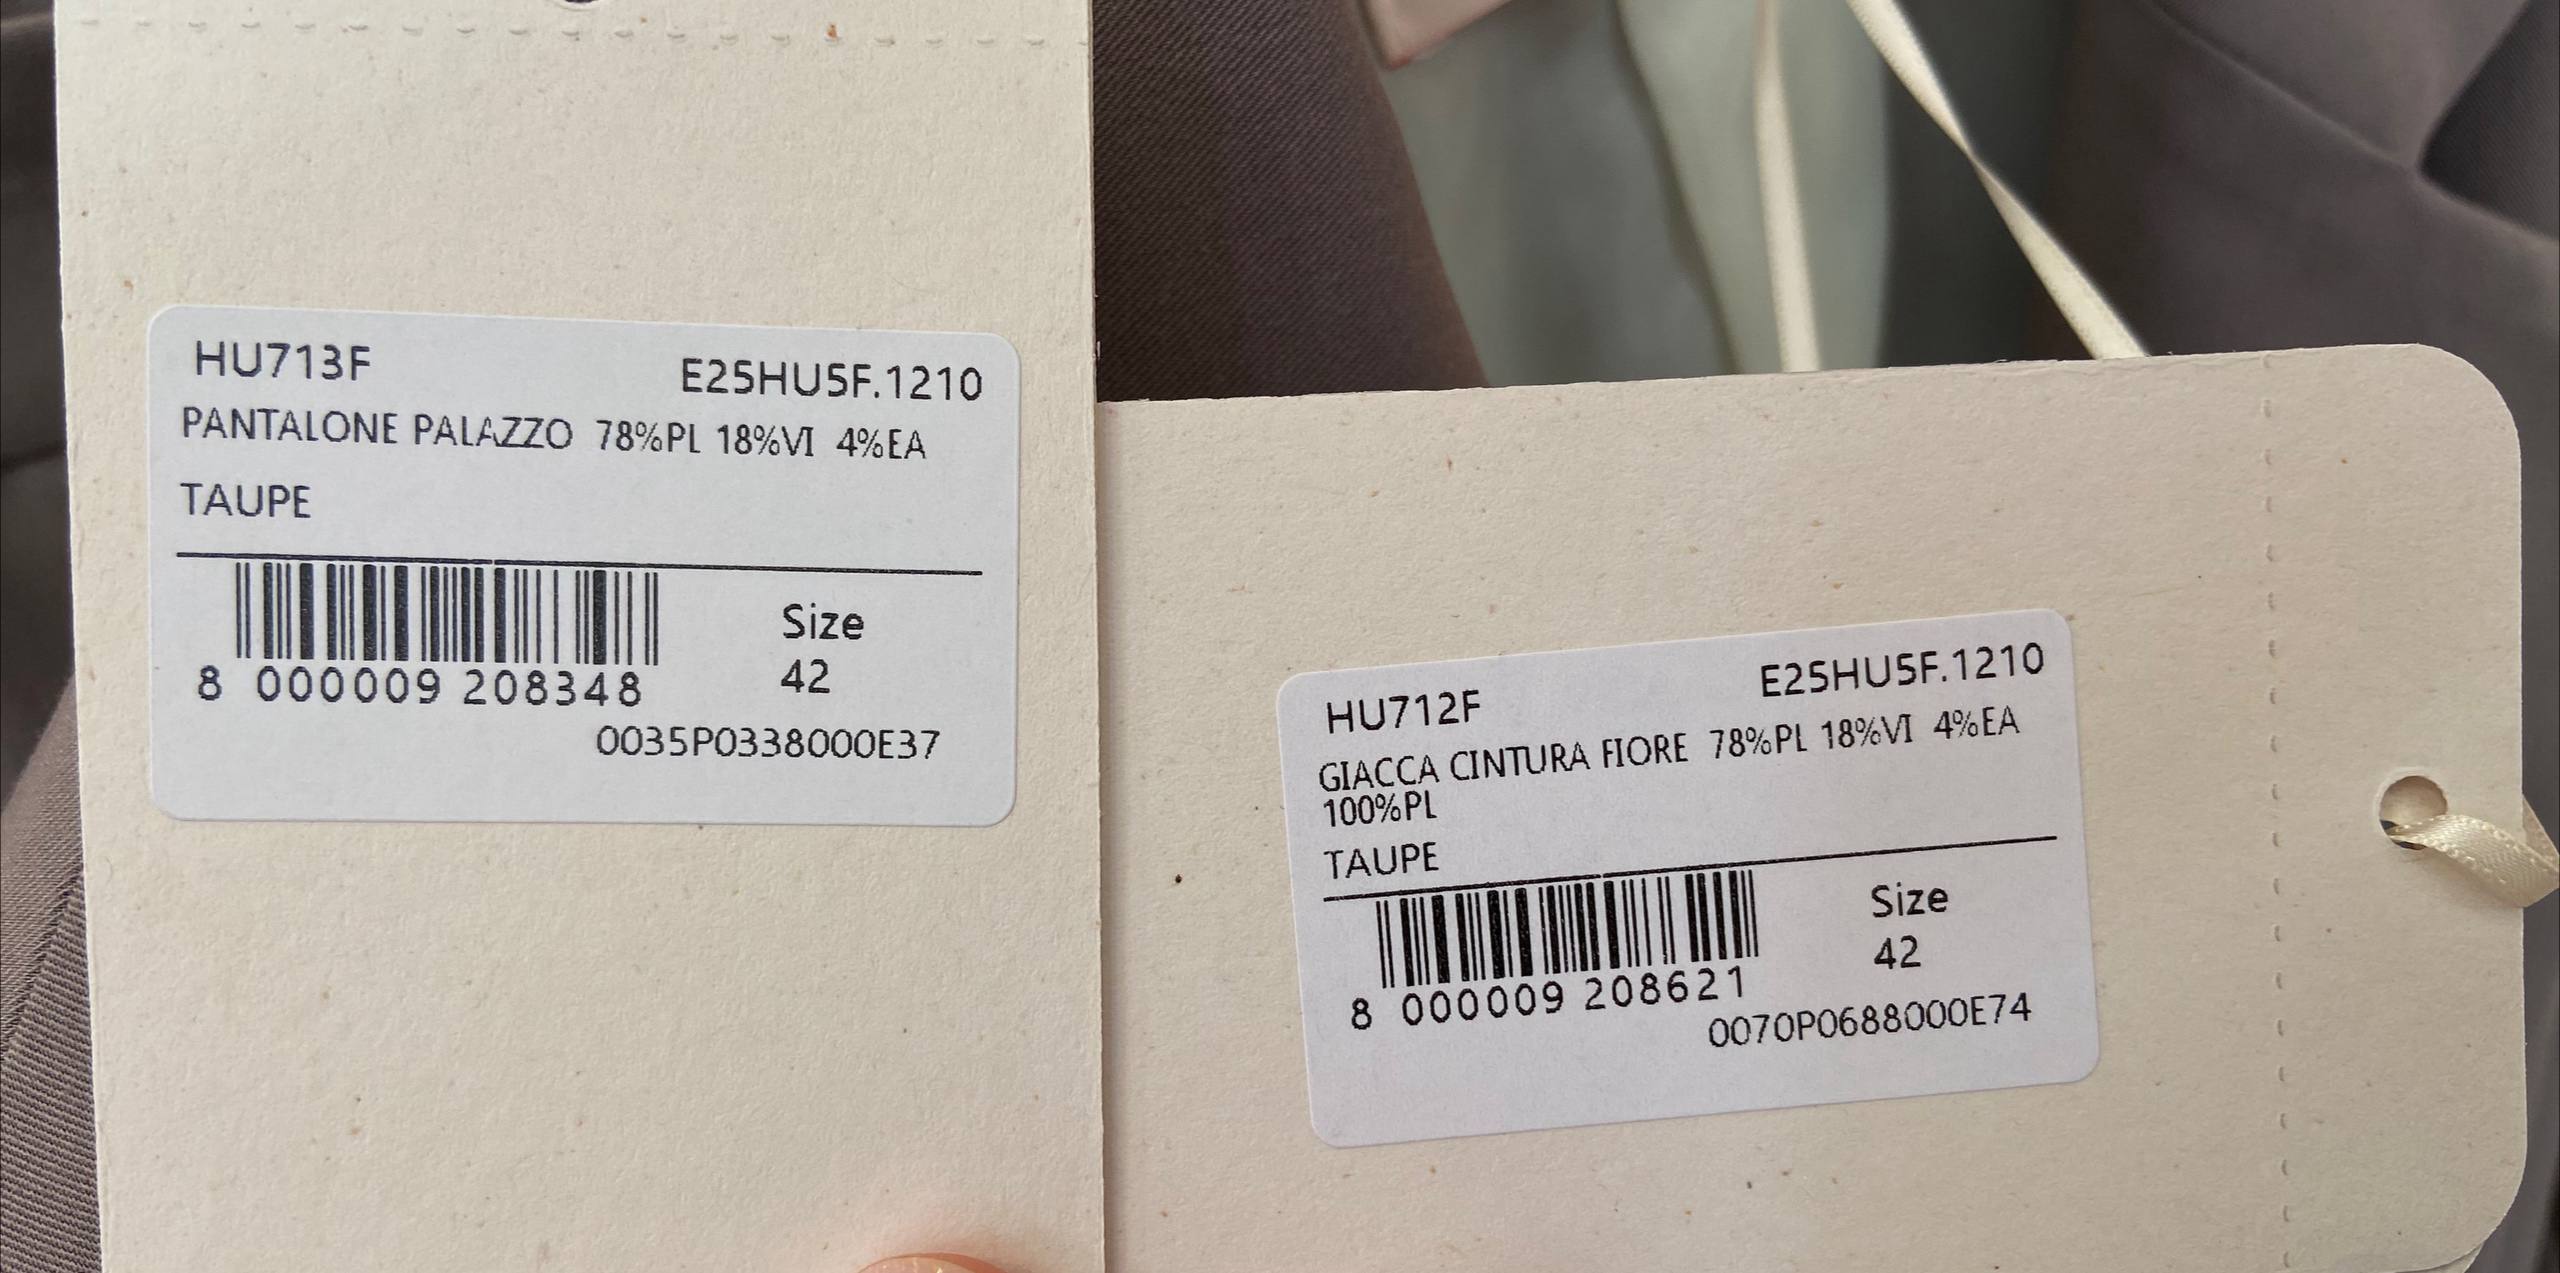 HU713F E25HU5F.1210
PANTALONE PALAZZO 78%PL 18%VI 4%EA
TAUPE
Size
42
8 000009 208348
0035P0338000E37
HU712F E25HU5F.1210
GIACCA CINTURA FIORE 78%PL 18%VI 4%EA
100%PL
TAUPE
Size
42
8 000009 208621
0070P0688000E74